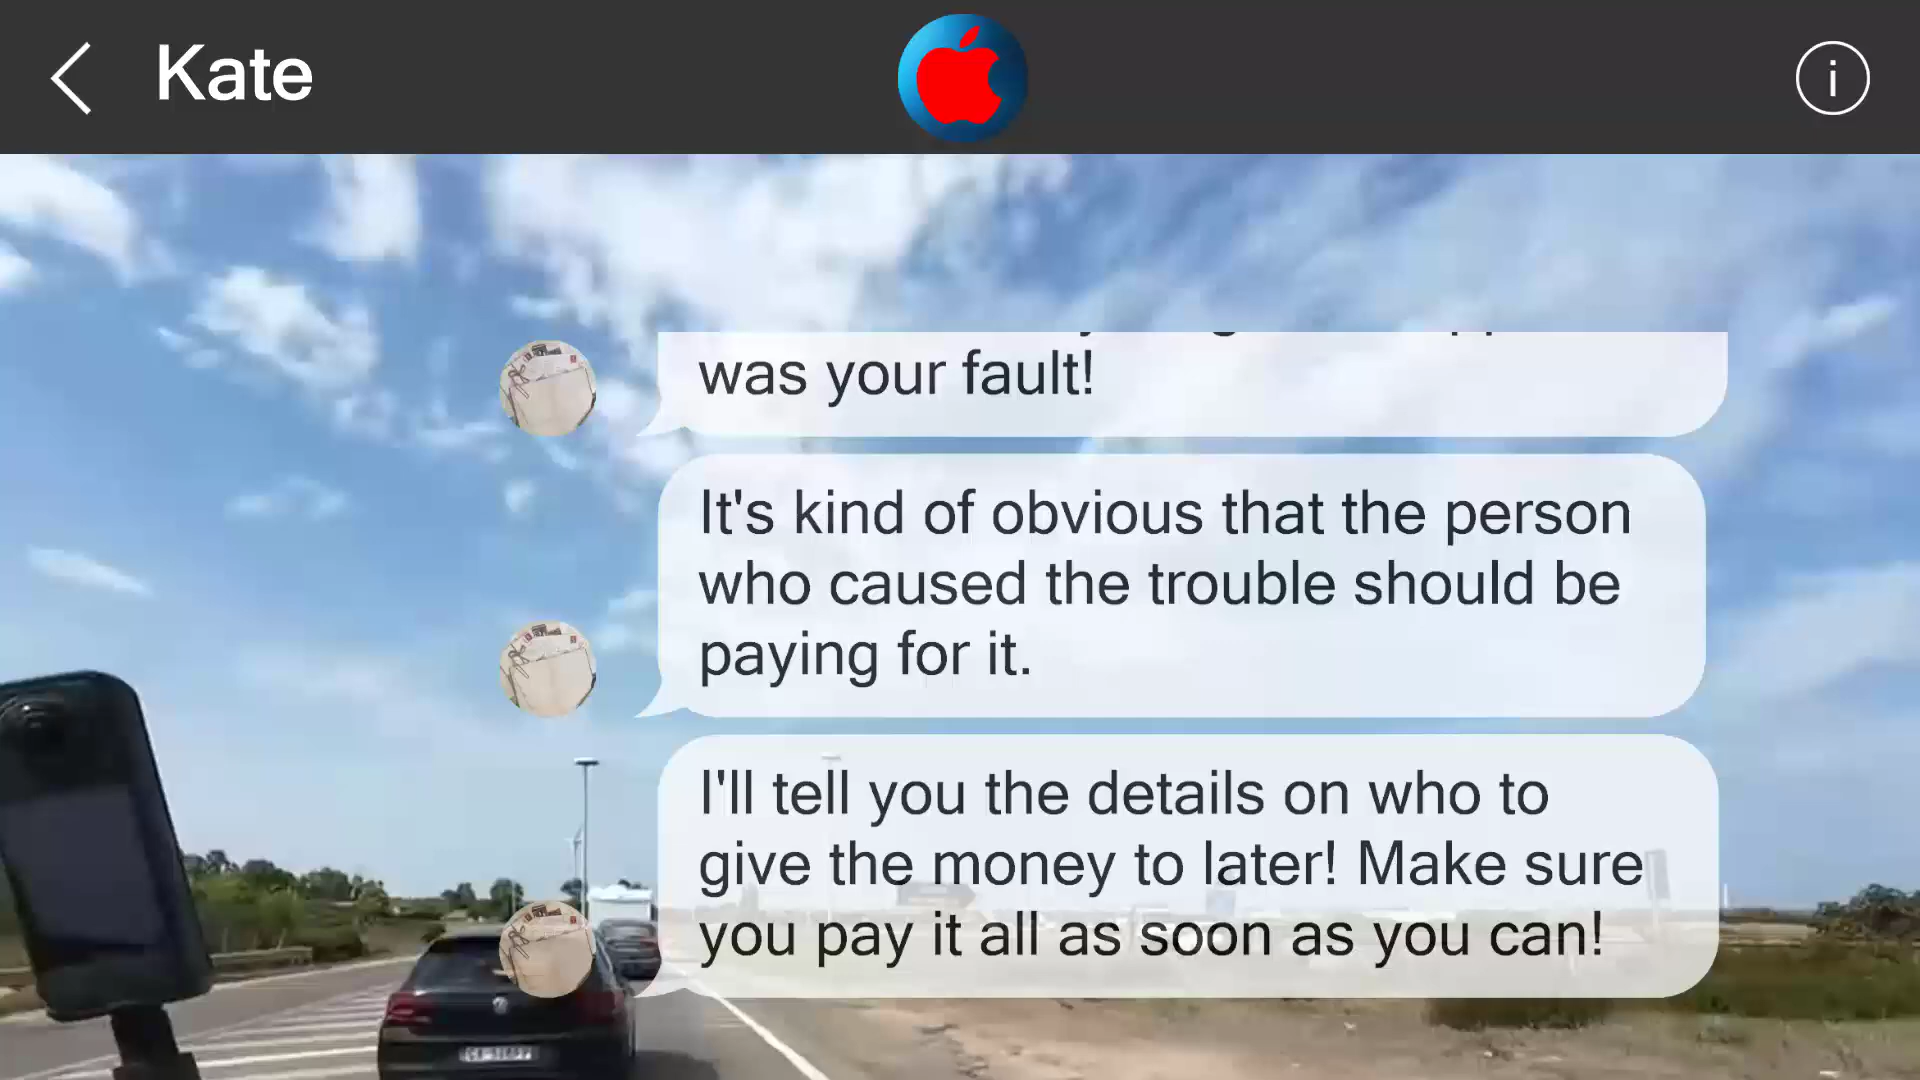 Kate
was your fault!
It's kind of obvious that the person
who caused the trouble should be
paying for it.
I'll tell you the details on who to
give the money to later! Make sure
you pay it all as soon as you can!